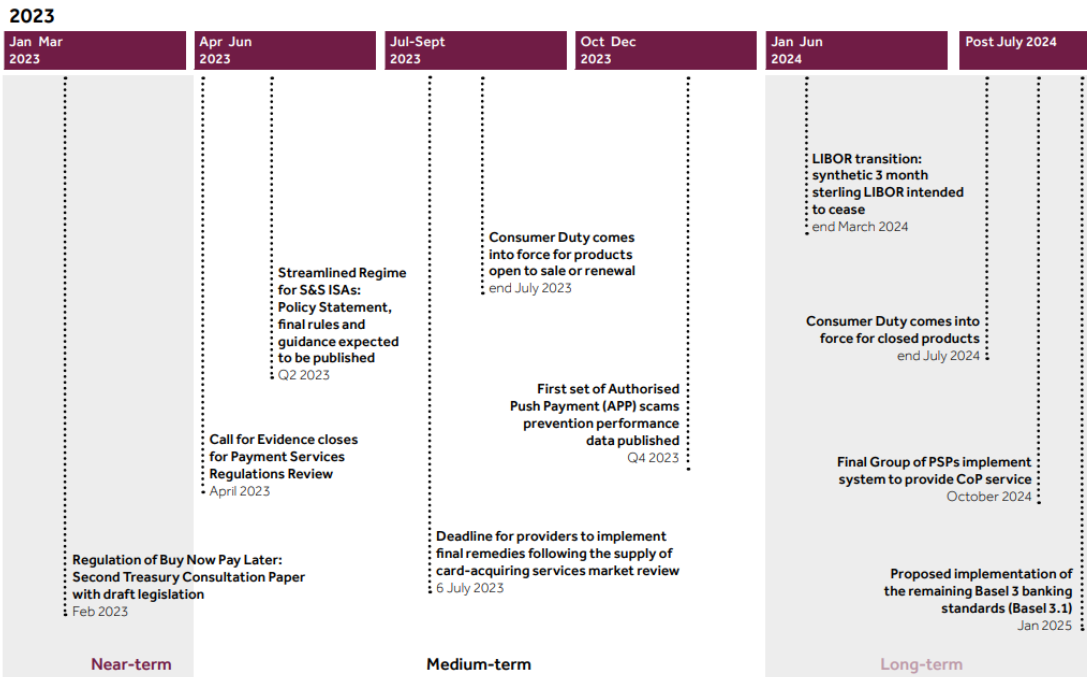 2023
Jan Mar
2023
Apr Jun
2023
Jul-Sept
2023
Oct Dec
2023
Jan Jun
2024
Post July 2024
LIBOR transition:
synthetic 3 month
sterling LIBOR intended
to cease
end March 2024
Consumer Duty comes
into force for products
open to sale or renewal
end July 2023
Streamlined Regime
for S&S ISAs:
Policy Statement,
final rules and
guidance expected
to be published
Q2 2023
Consumer Duty comes into
force for closed products
end July 2024
First set of Authorised
Push Payment (APP) scams
prevention performance
data published
Q4 2023
Call for Evidence closes
for Payment Services
Regulations Review
April 2023
Final Group of PSPs implement
system to provide CoP service
October 2024
Deadline for providers to implement
final remedies following the supply of
card-acquiring services market review
6 July 2023
Regulation of Buy Now Pay Later:
Second Treasury Consultation Paper
with draft legislation
Feb 2023
Proposed implementation of
the remaining Basel 3 banking
standards (Basel 3.1)
Jan 2025
Near-term
Medium-term
Long-term